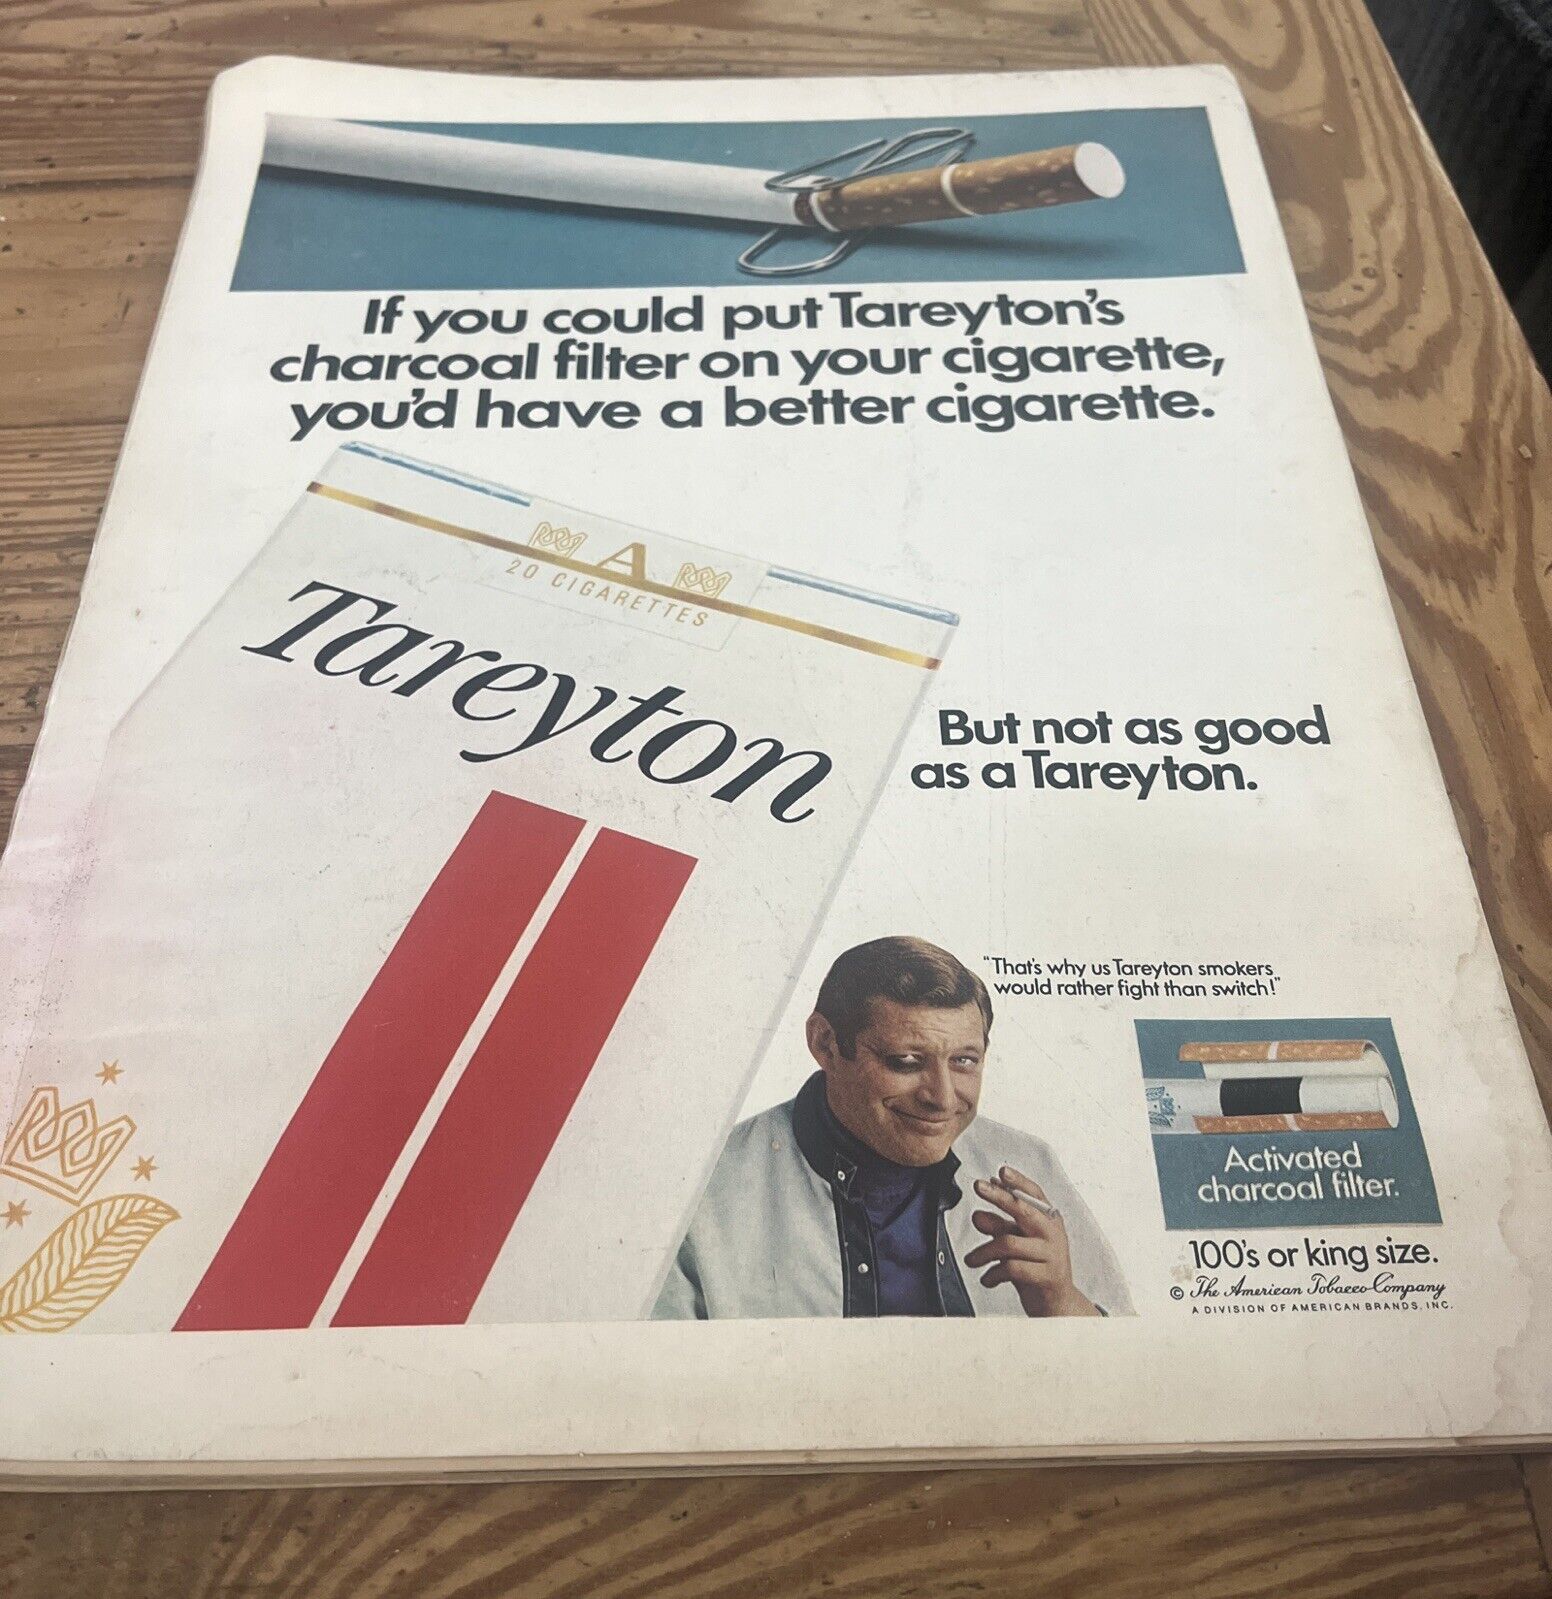 If you could put Tareyton's
charcoal filter on your cigarette,
you'd have a better cigarette.
A
20 CIGARETTES
Tareyton
But not as good
as a Tareyton.
"That's why us Tareyton smokers
would rather fight than switch!"
Activated
charcoal filter.
100's or king size.
© The American Tobacco Company
A DIVISION OF AMERICAN BRANDS, INC.